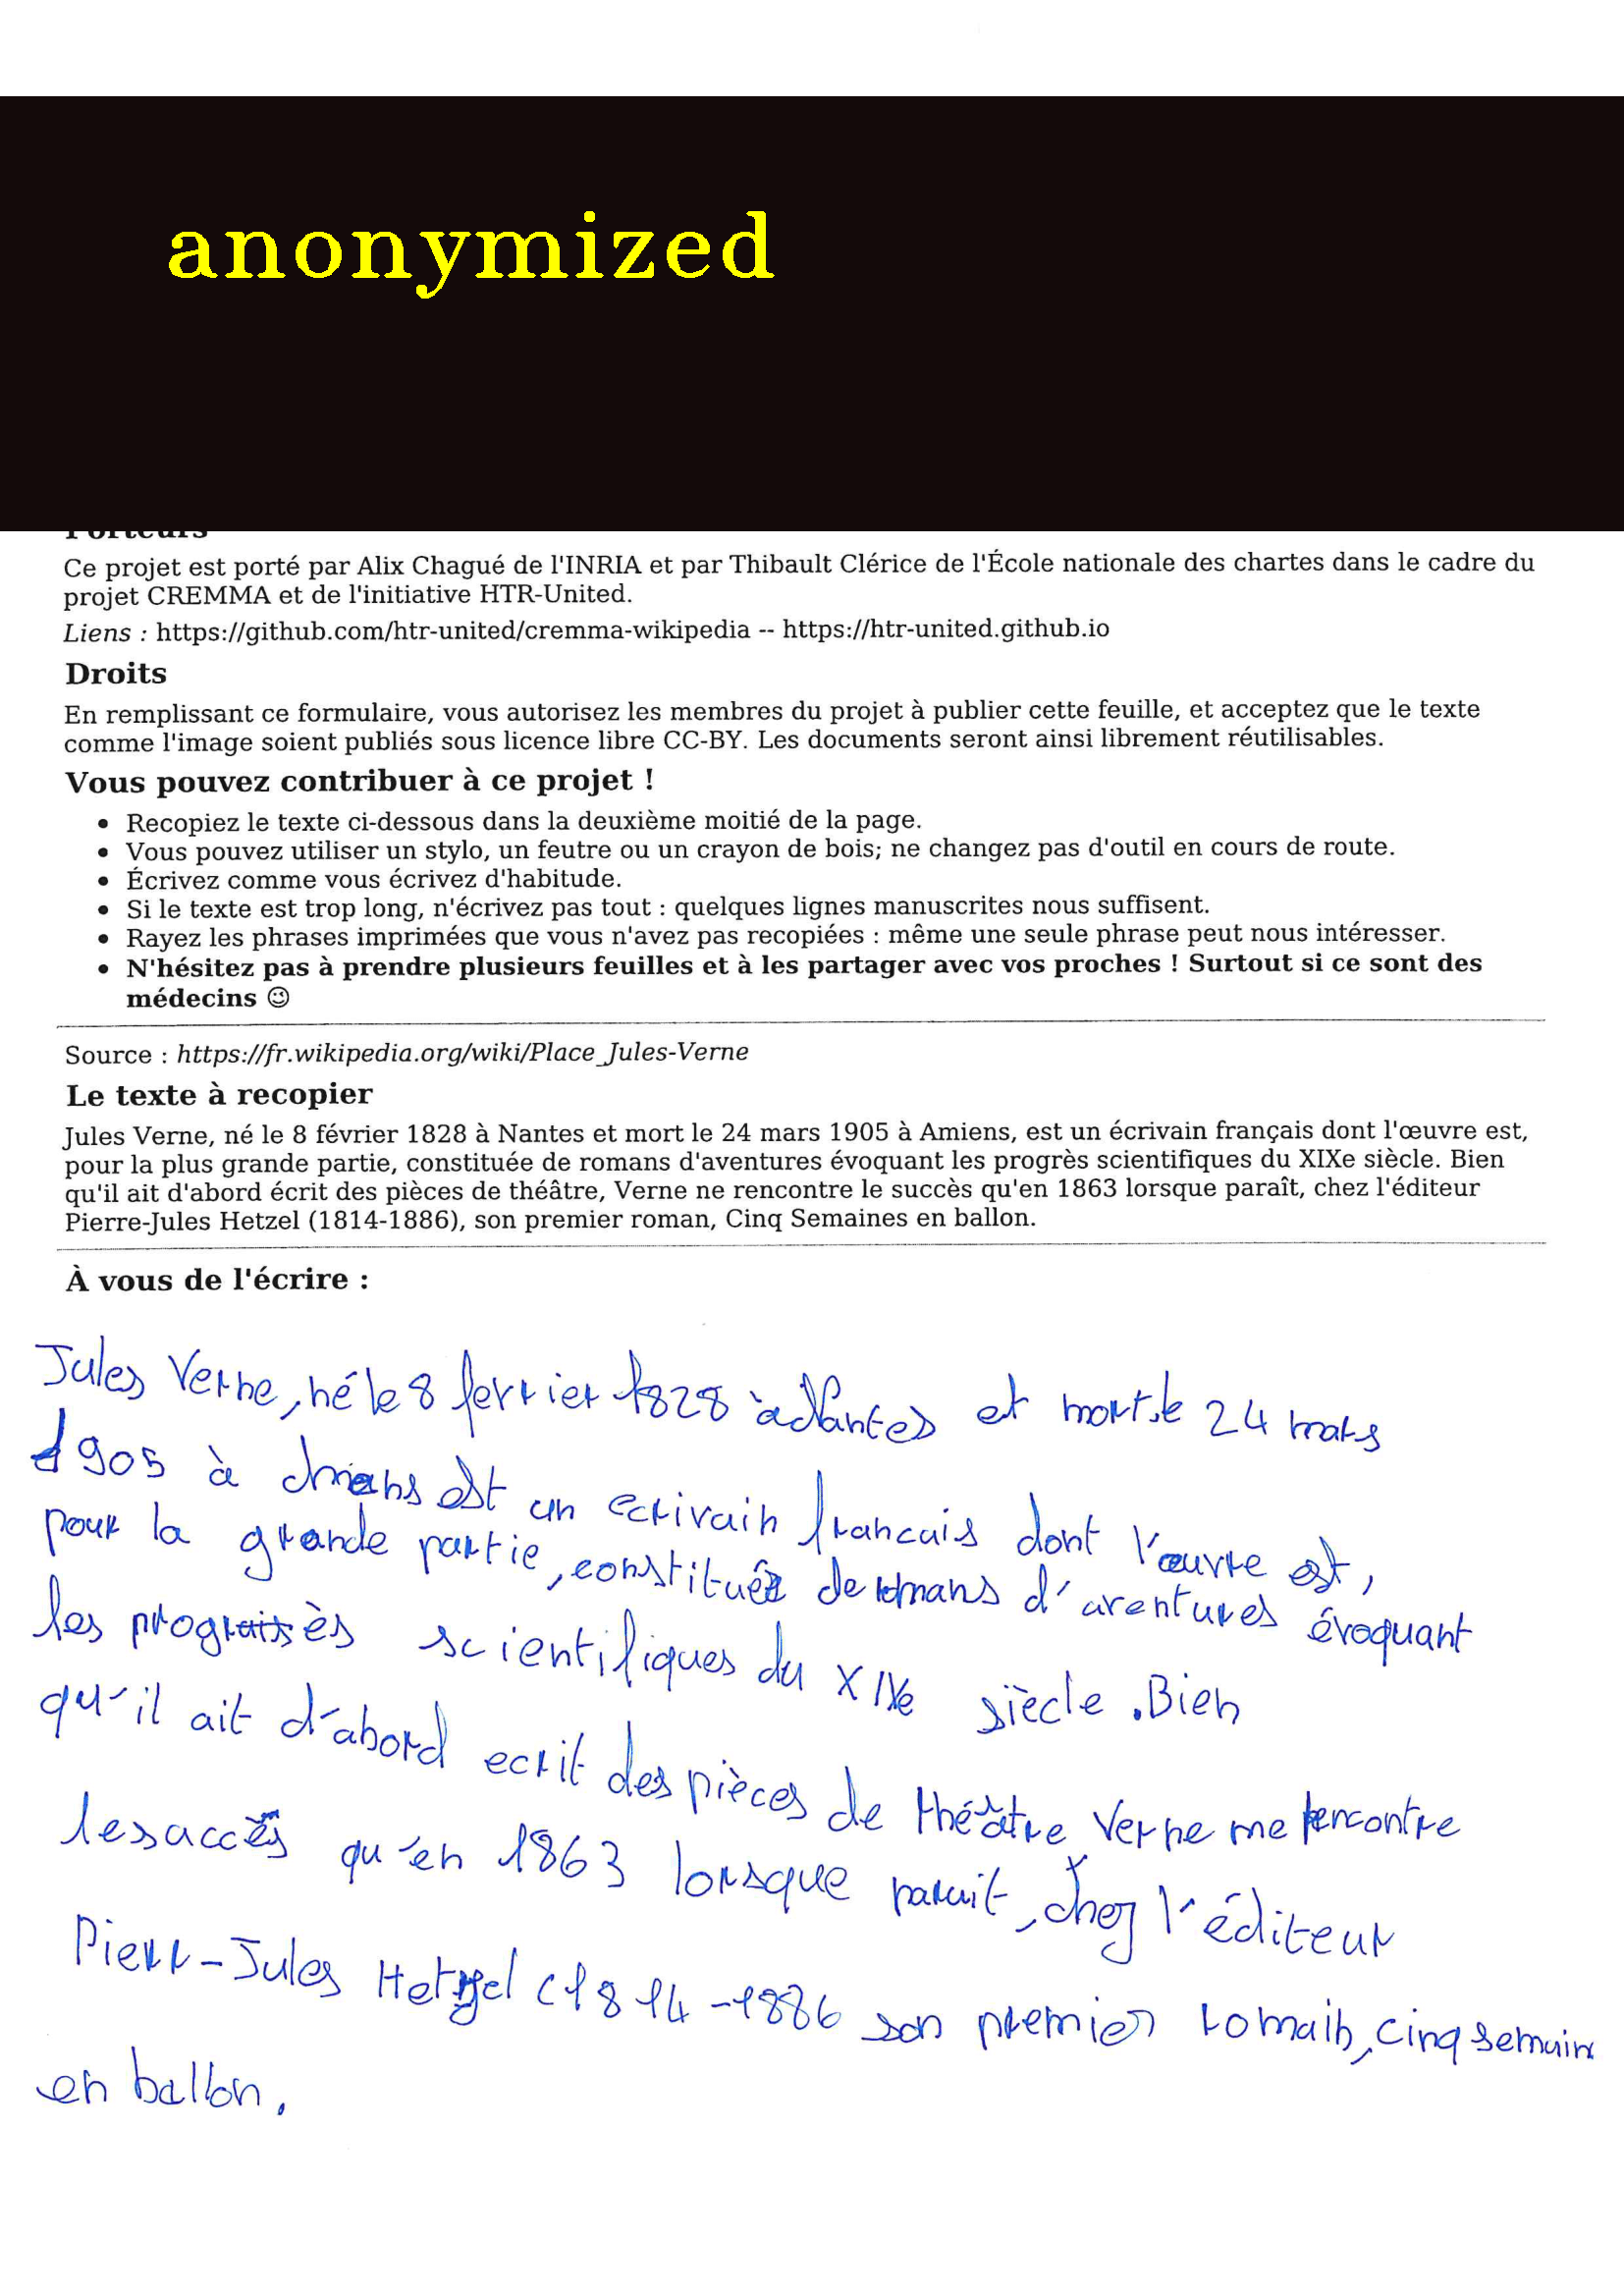 anonymized
Porteurs
Ce projet est porté par Alix Chagué de l'INRIA et par Thibault Clérice de l'École nationale des chartes dans le cadre du
projet CREMMA et de l'initiative HTR-United.
Liens : https://github.com/htr-united/cremma-wikipedia -- https://htr-united.github.io
Droits
En remplissant ce formulaire, vous autorisez les membres du projet à publier cette feuille, et acceptez que le texte
comme l'image soient publiés sous licence libre CC-BY. Les documents seront ainsi librement réutilisables.
Vous pouvez contribuer à ce projet !
• Recopiez le texte ci-dessous dans la deuxième moitié de la page.
• Vous pouvez utiliser un stylo, un feutre ou un crayon de bois; ne changez pas d'outil en cours de route.
• Écrivez comme vous écrivez d'habitude.
• Si le texte est trop long, n'écrivez pas tout : quelques lignes manuscrites nous suffisent.
• Rayez les phrases imprimées que vous n'avez pas recopiées : même une seule phrase peut nous intéresser.
• N'hésitez pas à prendre plusieurs feuilles et à les partager avec vos proches ! Surtout si ce sont des
médecins ☺
Source : https://fr.wikipedia.org/wiki/Place_Jules-Verne
Le texte à recopier
Jules Verne, né le 8 février 1828 à Nantes et mort le 24 mars 1905 à Amiens, est un écrivain français dont l'œuvre est,
pour la plus grande partie, constituée de romans d'aventures évoquant les progrès scientifiques du XIXe siècle. Bien
qu'il ait d'abord écrit des pièces de théâtre, Verne ne rencontre le succès qu'en 1863 lorsque paraît, chez l'éditeur
Pierre-Jules Hetzel (1814-1886), son premier roman, Cinq Semaines en ballon.
À vous de l'écrire :
Jules Verne, né le 8 fevrier 1828 à Nantes et mort le 24 mars
1905 à Amiens est un ecrivain francais dont l'œuvre est,
pour la grande partie, constituée de romans d'aventures évoquant
les progrès scientifiques du XIXe siècle. Bien
qu'il ait d'abord ecrit des pièces de théâtre, Verne me rencontre
le saccès qu'en 1863 lorsque parait, chez l'éditeur
Pierr-Jules Hetzel (1814-1886 son premier romain, cinq semain
en ballon.